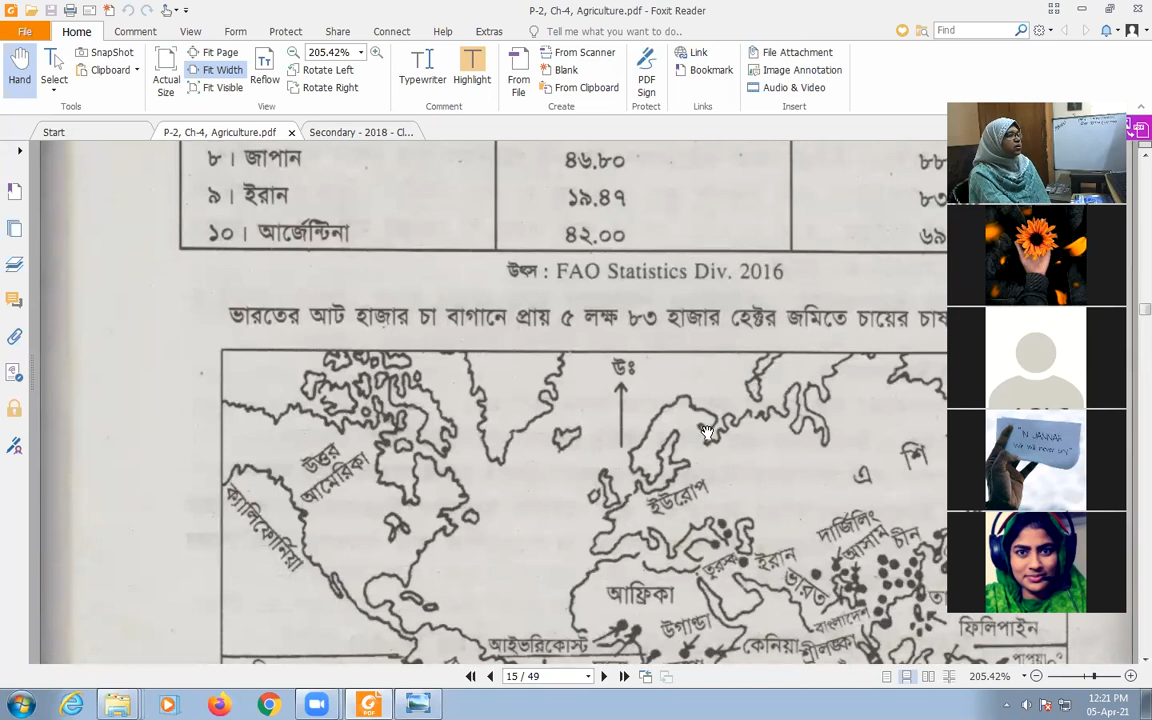 P-2, Ch-4, Agriculture.pdf - Foxit Reader
File Home Comment View Form Protect Share Connect Help Extras Tell me what you want to do... Find
Hand
Select
SnapShot
Clipboard
Actual Size
Fit Page
Fit Width
Fit Visible
Reflow
205.42%
Rotate Left
Rotate Right
Typewriter
Highlight
From File
From Scanner
Blank
From Clipboard
PDF Sign
Link
Bookmark
File Attachment
Image Annotation
Audio & Video
Tools View Comment Create Protect Links Insert
Start P-2, Ch-4, Agriculture.pdf Secondary - 2018 - Cl...
৮। জাপান ৪৬.৮০ ৮৮
৯। ইরান ১৯.৪৭ ৮৩
১০। আর্জেন্টিনা ৪২.০০ ৬৯
উৎস : FAO Statistics Div. 2016
ভারতের আট হাজার চা বাগানে প্রায় ৫ লক্ষ ৮৩ হাজার হেক্টর জমিতে চায়ের চাষ
উঃ
উত্তর
আমেরিকা
ক্যালিফোনিয়া
ইউরোপ
এ শি
দার্জিলিং
আসাম
চীন
তুরস্ক
ইরান
ভারত
বাংলাদেশ
আফ্রিকা
উগান্ডা
আইভরিকোস্ট
কেনিয়া
শ্রীলঙ্কা
ফিলিপাইন
15 / 49
205.42%
12:21 PM
05-Apr-21